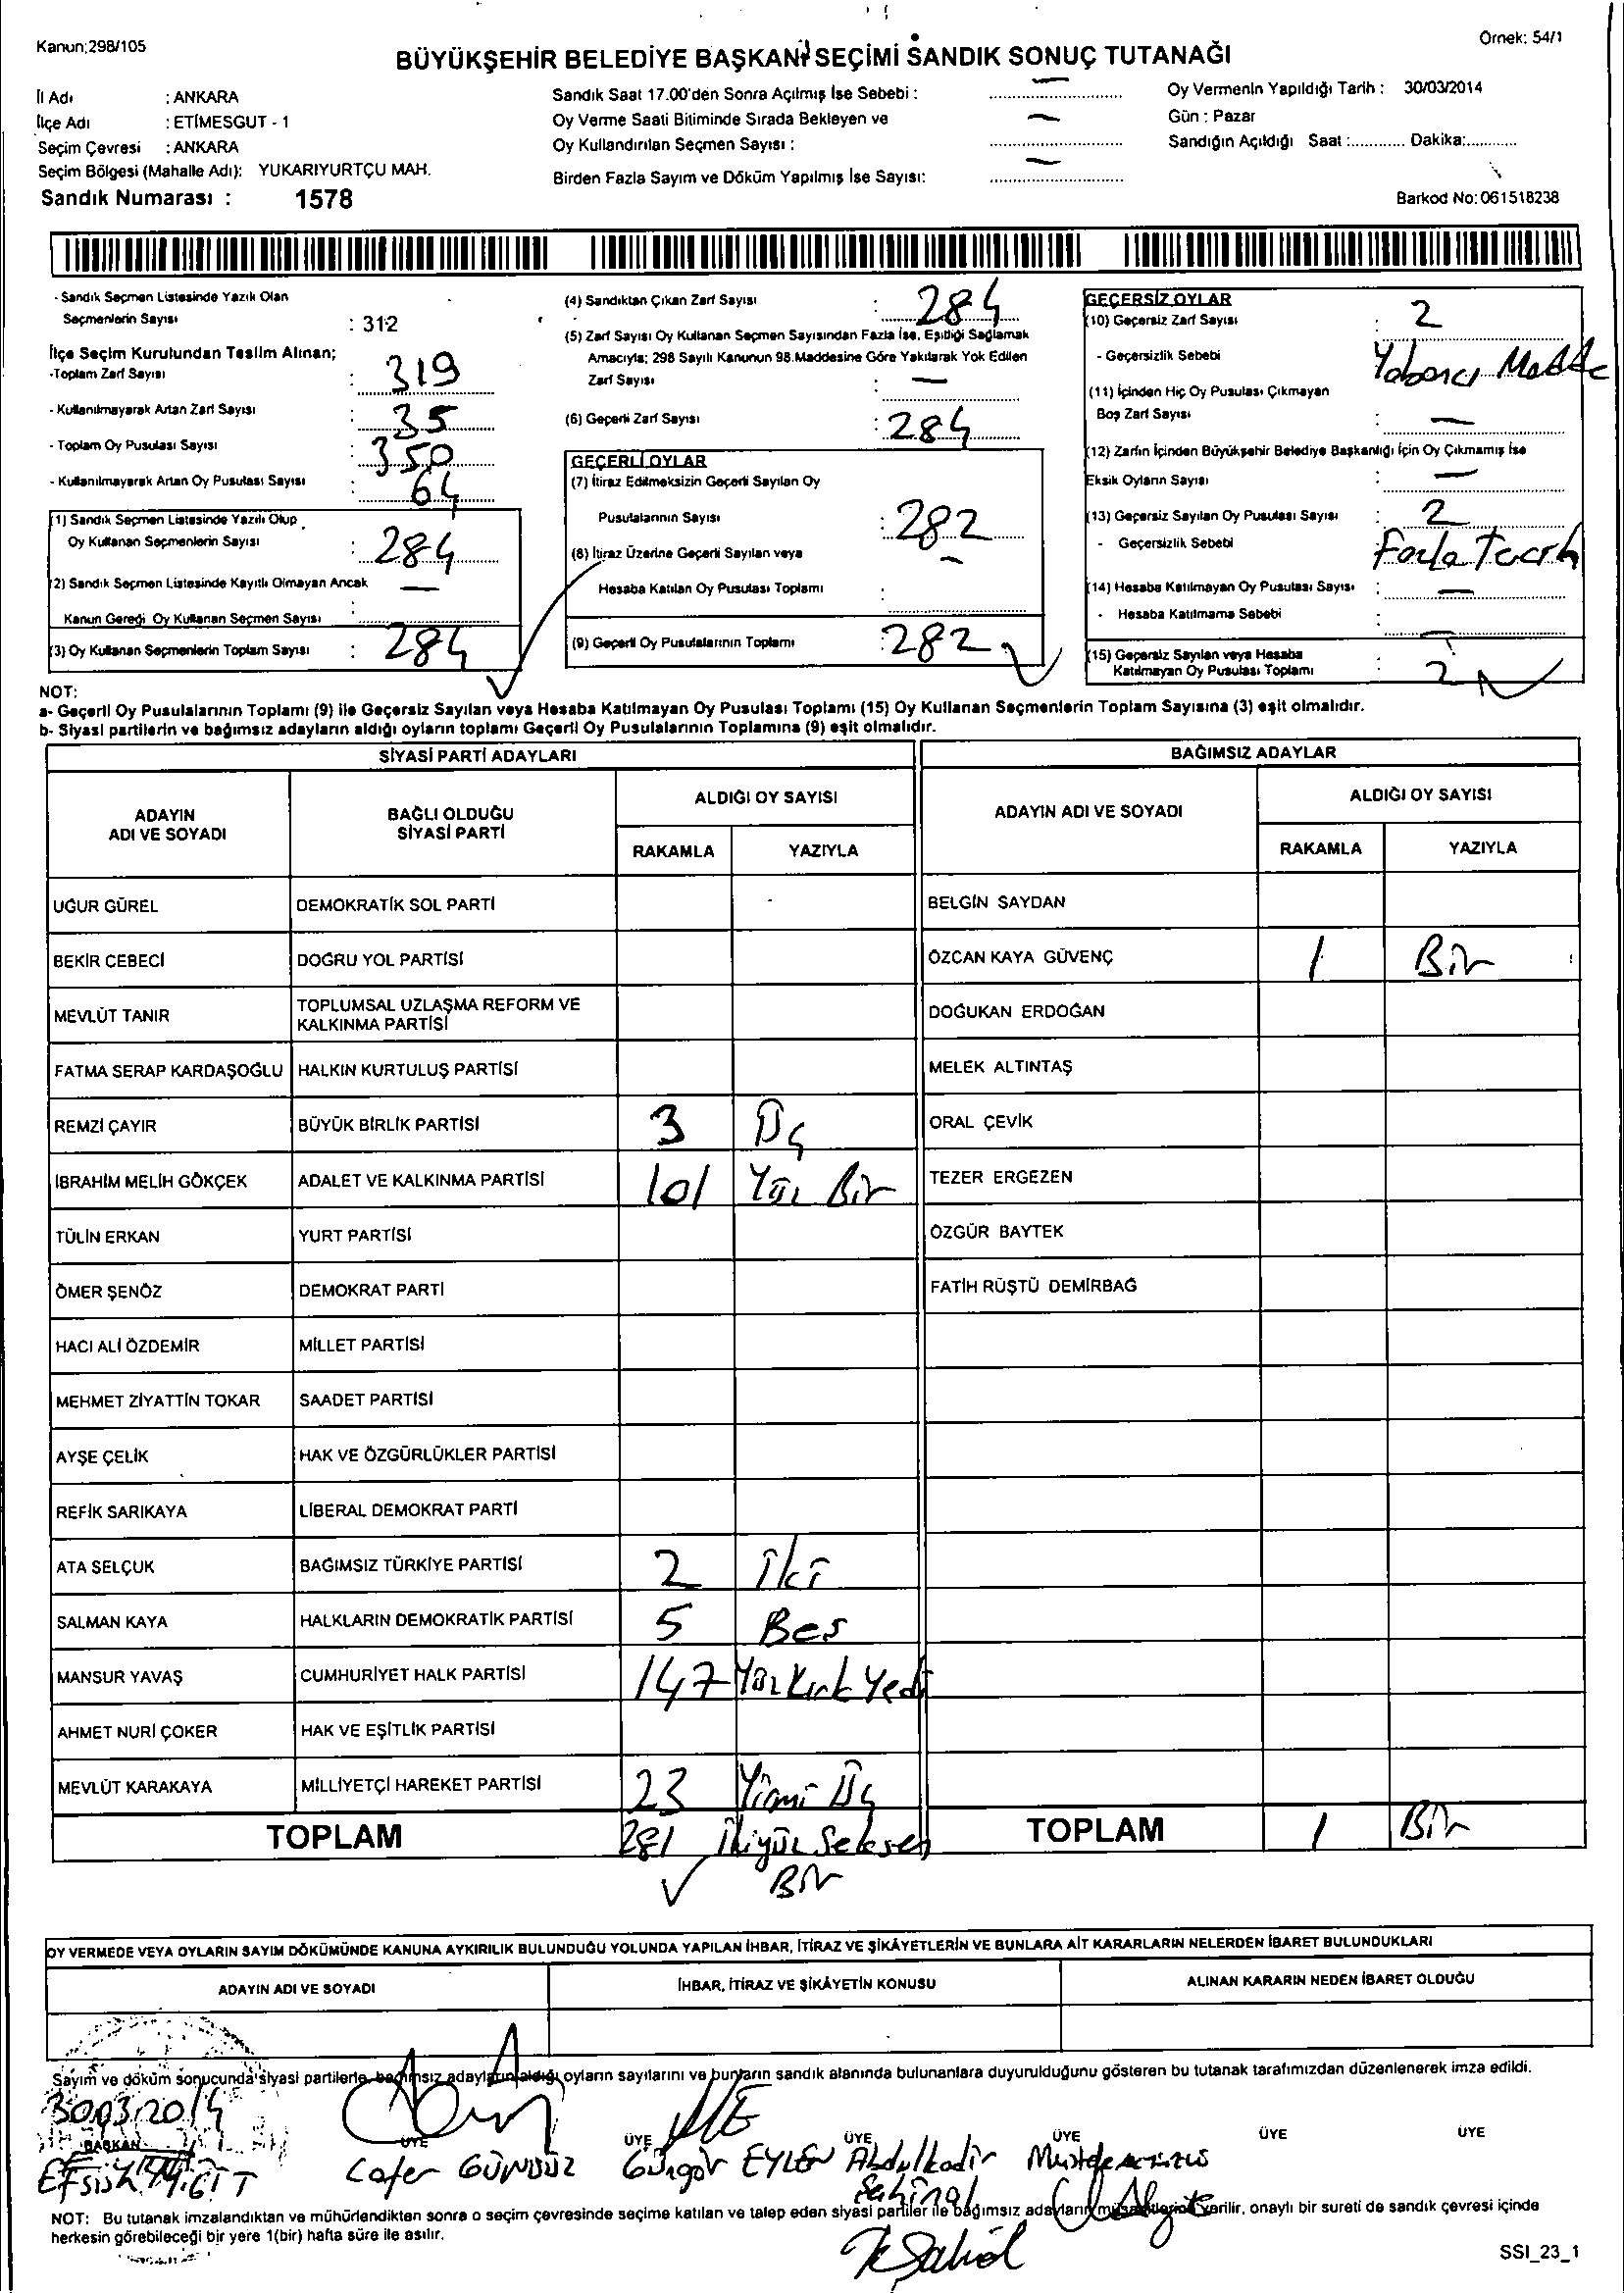 Kanun:298/105
Örnek: 54/1
BÜYÜKŞEHİR BELEDİYE BAŞKANI SEÇİMİ SANDIK SONUÇ TUTANAĞI
İl Adı : ANKARA
İlçe Adı : ETİMESGUT - 1
Seçim Çevresi : ANKARA
Seçim Bölgesi (Mahalle Adı): YUKARIYURTÇU MAH.
Sandık Numarası : 1578
Sandık Saat 17.00'den Sonra Açılmış İse Sebebi : —
Oy Verme Saati Bitiminde Sırada Bekleyen ve
Oy Kullandırılan Seçmen Sayısı : —
Birden Fazla Sayım ve Döküm Yapılmış İse Sayısı: —
Oy Vermenin Yapıldığı Tarih : 30/03/2014
Gün : Pazar
Sandığın Açıldığı Saat :............ Dakika:............
Barkod No:061518238
- Sandık Seçmen Listesinde Yazılı Olan
Seçmenlerin Sayısı : 312
İlçe Seçim Kurulundan Teslim Alınan;
-Toplam Zarf Sayısı : 319
- Kullanılmayarak Artan Zarf Sayısı : 35
- Toplam Oy Pusulası Sayısı : 350
- Kullanılmayarak Artan Oy Pusulası Sayısı : 64
(1) Sandık Seçmen Listesinde Yazılı Olup
Oy Kullanan Seçmenlerin Sayısı : 284
(2) Sandık Seçmen Listesinde Kayıtlı Olmayan Ancak
Kanun Gereği Oy Kullanan Seçmen Sayısı : —
(3) Oy Kullanan Seçmenlerin Toplam Sayısı : 284
(4) Sandıktan Çıkan Zarf Sayısı : 284
(5) Zarf Sayısı Oy Kullanan Seçmen Sayısından Fazla İse, Eşitliği Sağlamak
Amacıyla; 298 Sayılı Kanunun 98.Maddesine Göre Yakılarak Yok Edilen
Zarf Sayısı : —
(6) Geçerli Zarf Sayısı : 284
GEÇERLİ OYLAR
(7) İtiraz Edilmeksizin Geçerli Sayılan Oy
Pusulalarının Sayısı : 282
(8) İtiraz Üzerine Geçerli Sayılan veya
Hesaba Katılan Oy Pusulası Toplamı : —
(9) Geçerli Oy Pusulalarının Toplamı : 282
GEÇERSİZ OYLAR
(10) Geçersiz Zarf Sayısı : 2
- Geçersizlik Sebebi : Yabancı Madde
(11) İçinden Hiç Oy Pusulası Çıkmayan
Boş Zarf Sayısı : —
(12) Zarfın İçinden Büyükşehir Belediye Başkanlığı İçin Oy Çıkmamış İse
Eksik Oyların Sayısı : —
(13) Geçersiz Sayılan Oy Pusulası Sayısı : 2
- Geçersizlik Sebebi : Fazla
(14) Hesaba Katılmayan Oy Pusulası Sayısı : —
- Hesaba Katılmama Sebebi : —
(15) Geçersiz Sayılan veya Hesaba
Katılmayan Oy Pusulası Toplamı : 2
NOT:
a- Geçerli Oy Pusulalarının Toplamı (9) ile Geçersiz Sayılan veya Hesaba Katılmayan Oy Pusulası Toplamı (15) Oy Kullanan Seçmenlerin Toplam Sayısına (3) eşit olmalıdır.
b- Siyasi partilerin ve bağımsız adayların aldığı oyların toplamı Geçerli Oy Pusulalarının Toplamına (9) eşit olmalıdır.
SİYASİ PARTİ ADAYLARI
BAĞIMSIZ ADAYLAR
ADAYIN ADI VE SOYADI
BAĞLI OLDUĞU SİYASİ PARTİ
ALDIĞI OY SAYISI
RAKAMLA YAZIYLA
ADAYIN ADI VE SOYADI
ALDIĞI OY SAYISI
RAKAMLA YAZIYLA
UĞUR GÜREL DEMOKRATİK SOL PARTİ
BELGİN SAYDAN
BEKİR CEBECİ DOĞRU YOL PARTİSİ
ÖZCAN KAYA GÜVENÇ 1 Bir
MEVLÜT TANIR TOPLUMSAL UZLAŞMA REFORM VE KALKINMA PARTİSİ
DOĞUKAN ERDOĞAN
FATMA SERAP KARDAŞOĞLU HALKIN KURTULUŞ PARTİSİ
MELEK ALTINTAŞ
REMZİ ÇAYIR BÜYÜK BİRLİK PARTİSİ 3 Üç
ORAL ÇEVİK
İBRAHİM MELİH GÖKÇEK ADALET VE KALKINMA PARTİSİ 101 Yüz Bir
TEZER ERGEZEN
TÜLİN ERKAN YURT PARTİSİ
ÖZGÜR BAYTEK
ÖMER ŞENÖZ DEMOKRAT PARTİ
FATİH RÜŞTÜ DEMİRBAĞ
HACI ALİ ÖZDEMİR MİLLET PARTİSİ
MEHMET ZİYATTİN TOKAR SAADET PARTİSİ
AYŞE ÇELİK HAK VE ÖZGÜRLÜKLER PARTİSİ
REFİK SARIKAYA LİBERAL DEMOKRAT PARTİ
ATA SELÇUK BAĞIMSIZ TÜRKİYE PARTİSİ 2 İki
SALMAN KAYA HALKLARIN DEMOKRATİK PARTİSİ 5 Beş
MANSUR YAVAŞ CUMHURİYET HALK PARTİSİ 147 Yüz Kırk Yedi
AHMET NURİ ÇOKER HAK VE EŞİTLİK PARTİSİ
MEVLÜT KARAKAYA MİLLİYETÇİ HAREKET PARTİSİ 23 Yirmi Üç
TOPLAM 281 İkiyüz Seksen Bir
TOPLAM 1 Bir
OY VERMEDE VEYA OYLARIN SAYIM DÖKÜMÜNDE KANUNA AYKIRILIK BULUNDUĞU YOLUNDA YAPILAN İHBAR, İTİRAZ VE ŞİKÂYETLERİN VE BUNLARA AİT KARARLARIN NELERDEN İBARET BULUNDUKLARI
ADAYIN ADI VE SOYADI İHBAR, İTİRAZ VE ŞİKÂYETİN KONUSU ALINAN KARARIN NEDEN İBARET OLDUĞU
Sayım ve döküm sonucunda siyasi partilerle bağımsız adayların aldığı oyların sayılarını ve bunların sandık alanında bulunanlara duyurulduğunu gösteren bu tutanak tarafımızdan düzenlenerek imza edildi.
30.03.2014
BAŞKAN ÜYE ÜYE ÜYE ÜYE ÜYE ÜYE
Cafer GÜNDÜZ Güngör EYLEN Abdulkadir
Şahinal
NOT: Bu tutanak imzalandıktan ve mühürlendikten sonra o seçim çevresinde seçime katılan ve talep eden siyasi partiler ile bağımsız adayların müşahitlerine verilir, onaylı bir sureti de sandık çevresi içinde
herkesin görebileceği bir yere 1(bir) hafta süre ile asılır.
SSI_23_1